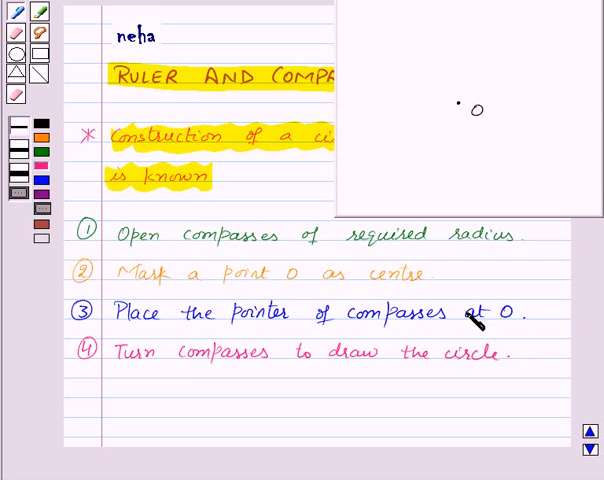 neha
RULER AND COMPA
O
* Construction of a ci
is known
① Open compasses of required radius.
② Mark a point O as centre.
③ Place the pointer of compasses at O.
④ Turn compasses to draw the circle.